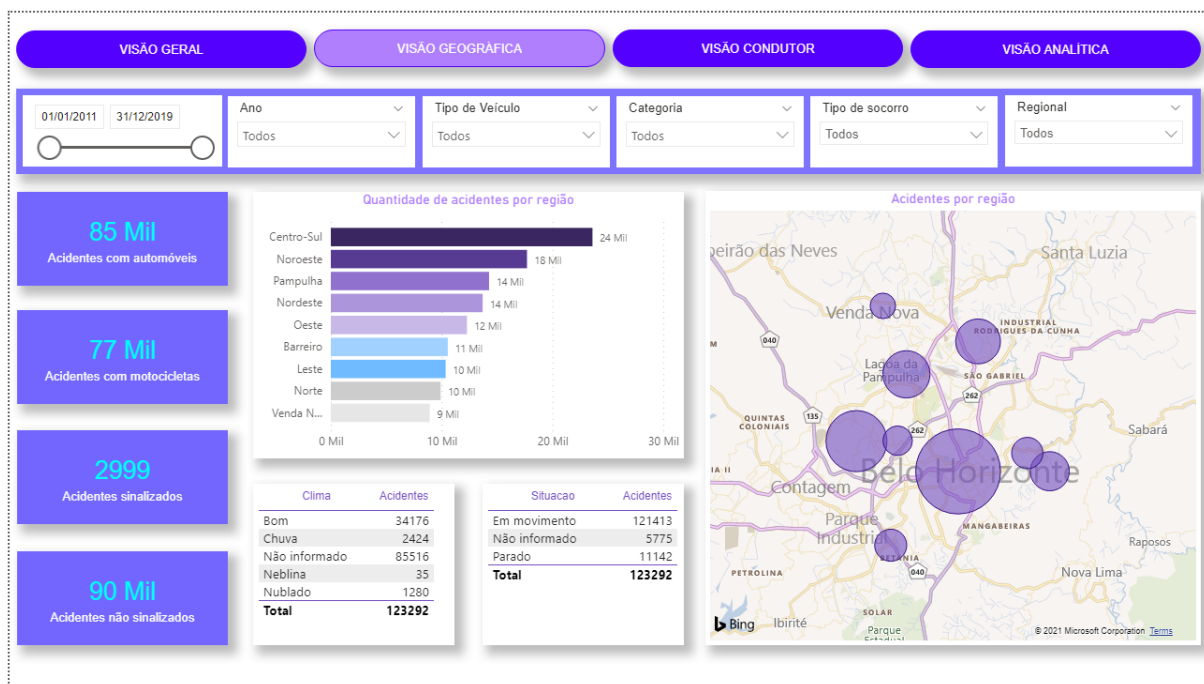 VISÃO GERAL
VISÃO GEOGRÁFICA
VISÃO CONDUTOR
VISÃO ANALÍTICA
01/01/2011 31/12/2019
Ano
Todos
Tipo de Veículo
Todos
Categoria
Todos
Tipo de socorro
Todos
Regional
Todos
85 Mil
Acidentes com automóveis
77 Mil
Acidentes com motocicletas
2999
Acidentes sinalizados
90 Mil
Acidentes não sinalizados
Quantidade de acidentes por região
Centro-Sul 24 Mil
Noroeste 18 Mil
Pampulha 14 Mil
Nordeste 14 Mil
Oeste 12 Mil
Barreiro 11 Mil
Leste 10 Mil
Norte 10 Mil
Venda N... 9 Mil
0 Mil 10 Mil 20 Mil 30 Mil
Clima Acidentes
Bom 34176
Chuva 2424
Não informado 85516
Neblina 35
Nublado 1280
Total 123292
Situacao Acidentes
Em movimento 121413
Não informado 5775
Parado 11142
Total 123292
Acidentes por região
beirão das Neves
Santa Luzia
Venda Nova
INDUSTRIAL
RODRIGUES DA CUNHA
M
040
Lagoa da
Pampulha
SÃO GABRIEL
262
135
QUINTAS
COLONIAIS
262
Sabará
IA II
Belo Horizonte
Contagem
Parque
Industrial
MANGABEIRAS
Raposos
BETÂNIA
PETROLINA
040
Nova Lima
SOLAR
Ibirité
Parque
Estadual
Bing
© 2021 Microsoft Corporation Terms